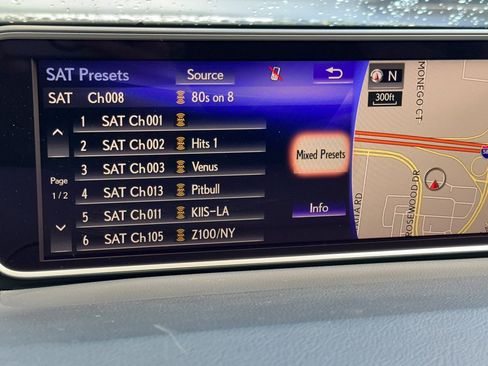 SAT Presets
Source
SAT Ch008 80s on 8
1 SAT Ch001
2 SAT Ch002 Hits 1
3 SAT Ch003 Venus
4 SAT Ch013 Pitbull
5 SAT Ch011 KIIS-LA
6 SAT Ch105 Z100/NY
Page
1/2
Mixed Presets
Info
N
300ft
MONEGO CT
ROSEWOOD DR
RD